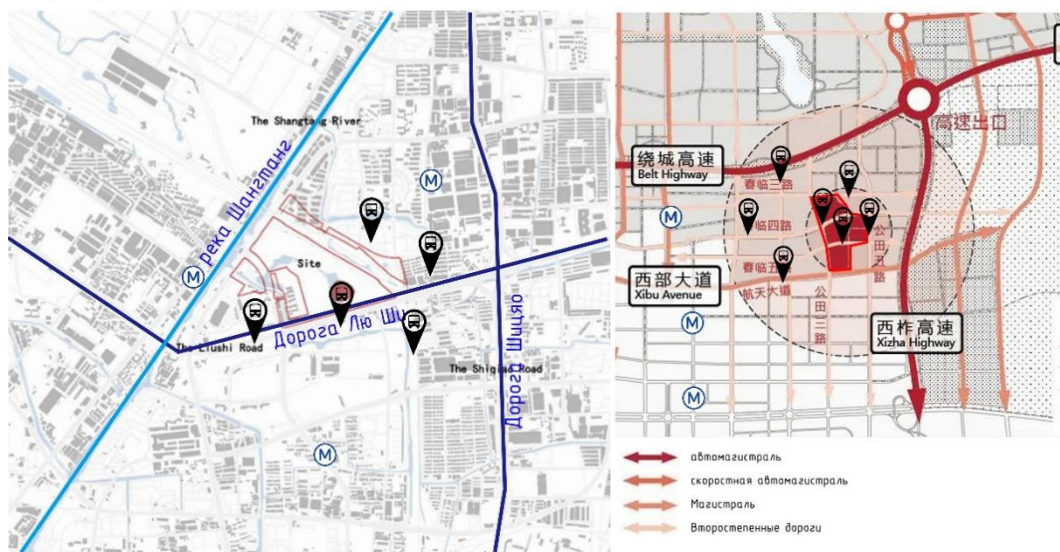 The Shangtang River
река Шангтанг
M
M
Site
The Liushi Road
Дорога Лю Ши
The Shiqiao Road
Дорога Шицяо
M
绕城高速
Belt Highway
高速出口
春临三路
M
临四路
公田五路
春临五
西部大道
Xibu Avenue
航天大道
公田二路
M
西柞高速
Xizha Highway
M
автомагистраль
скоростная автомагистраль
Магистраль
Второстепенные дороги